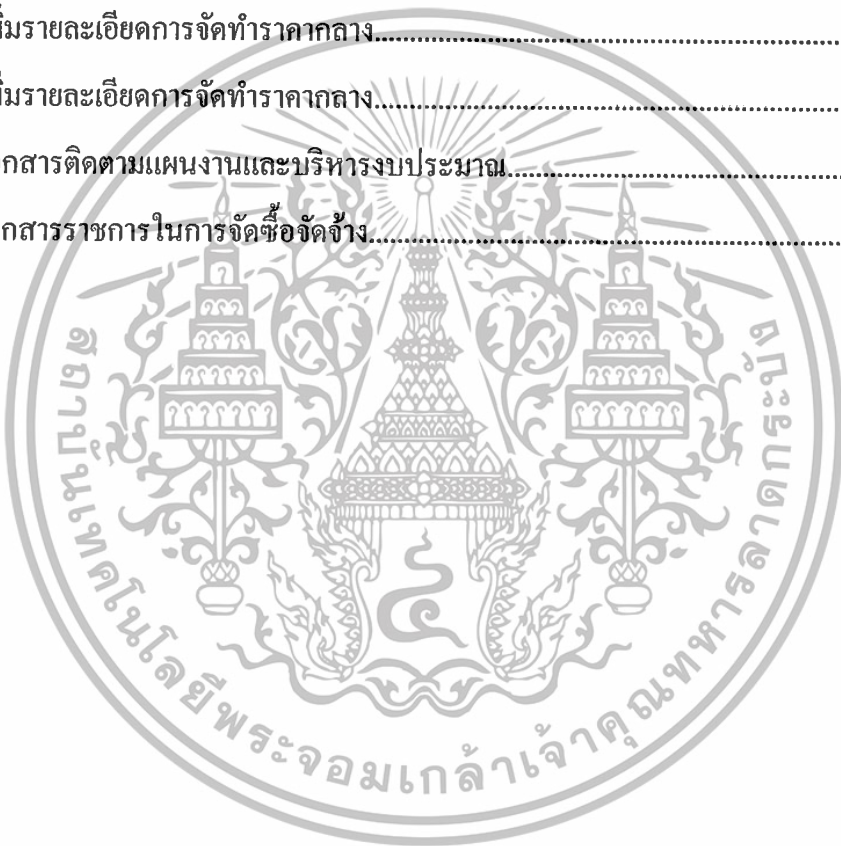 รายละเอียดการจัดทำราคากลาง
รายละเอียดการจัดทำราคากลาง
กสารติดตามแผนงานและบริหารงบประมาณ
กสารราชการในการจัดซื้อจัดจ้าง
สถาบันเทคโนโลยีพระจอมเกล้าเจ้าคุณทหารลาดกระบัง
๔